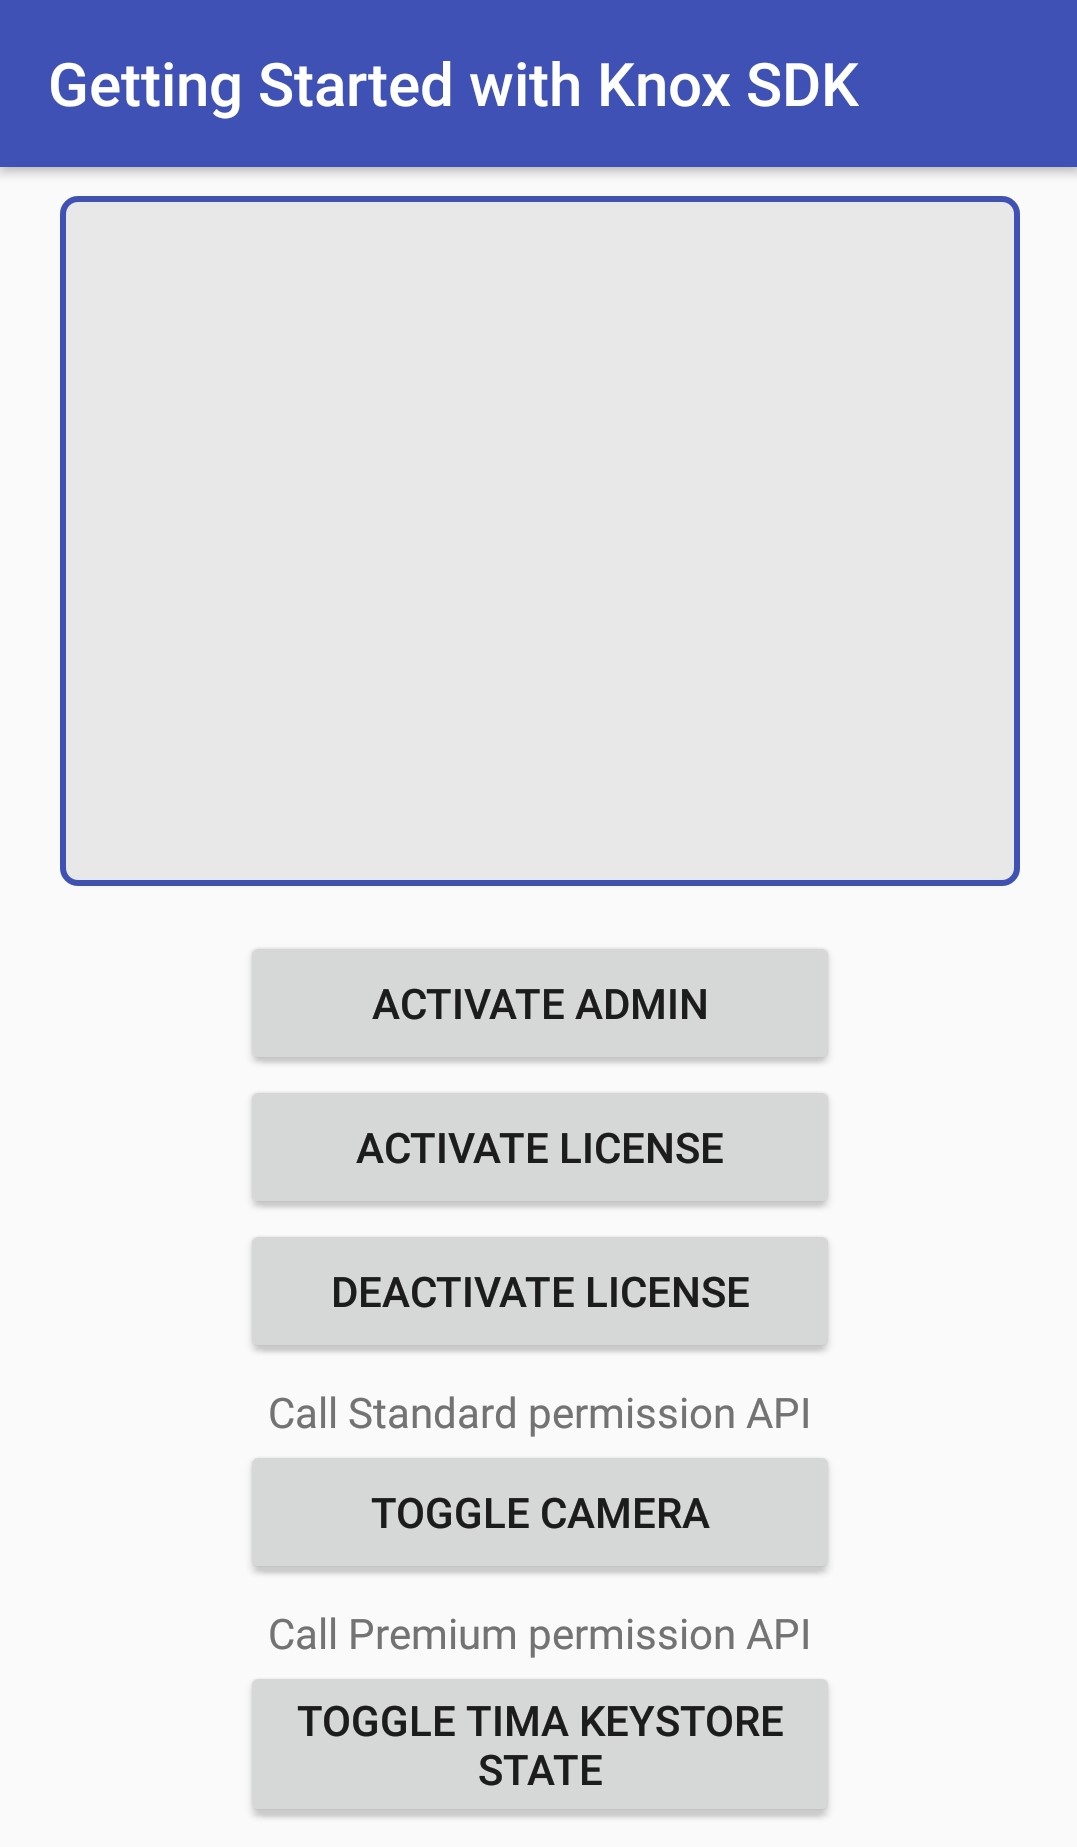 Getting Started with Knox SDK
ACTIVATE ADMIN
ACTIVATE LICENSE
DEACTIVATE LICENSE
Call Standard permission API
TOGGLE CAMERA
Call Premium permission API
TOGGLE TIMA KEYSTORE
STATE